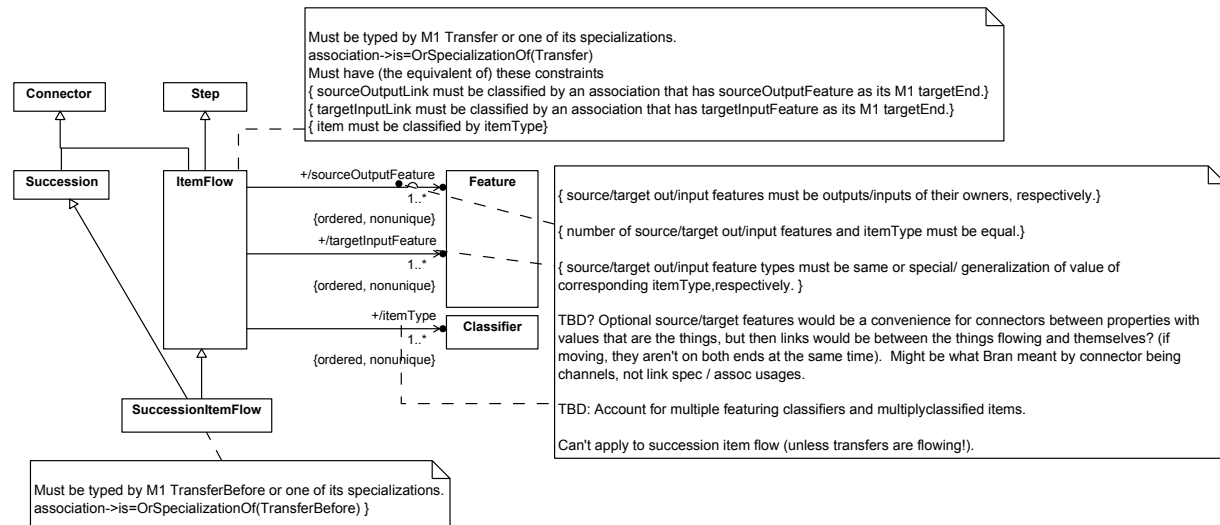 Must be typed by M1 Transfer or one of its specializations.
association->is=OrSpecializationOf(Transfer)
Must have (the equivalent of) these constraints
{ sourceOutputLink must be classified by an association that has sourceOutputFeature as its M1 targetEnd.}
{ targetInputLink must be classified by an association that has targetInputFeature as its M1 targetEnd.}
{ item must be classified by itemType}
Connector
Step
Succession
ItemFlow
+/sourceOutputFeature
1..*
{ordered, nonunique}
+/targetInputFeature
1..*
{ordered, nonunique}
+/itemType
1..*
{ordered, nonunique}
Feature
Classifier
{ source/target out/input features must be outputs/inputs of their owners, respectively.}
{ number of source/target out/input features and itemType must be equal.}
{ source/target out/input feature types must be same or special/ generalization of value of
corresponding itemType,respectively. }
TBD? Optional source/target features would be a convenience for connectors between properties with
values that are the things, but then links would be between the things flowing and themselves? (if
moving, they aren't on both ends at the same time).  Might be what Bran meant by connector being
channels, not link spec / assoc usages.
TBD: Account for multiple featuring classifiers and multiplyclassified items.
Can't apply to succession item flow (unless transfers are flowing!).
SuccessionItemFlow
Must be typed by M1 TransferBefore or one of its specializations.
association->is=OrSpecializationOf(TransferBefore) }